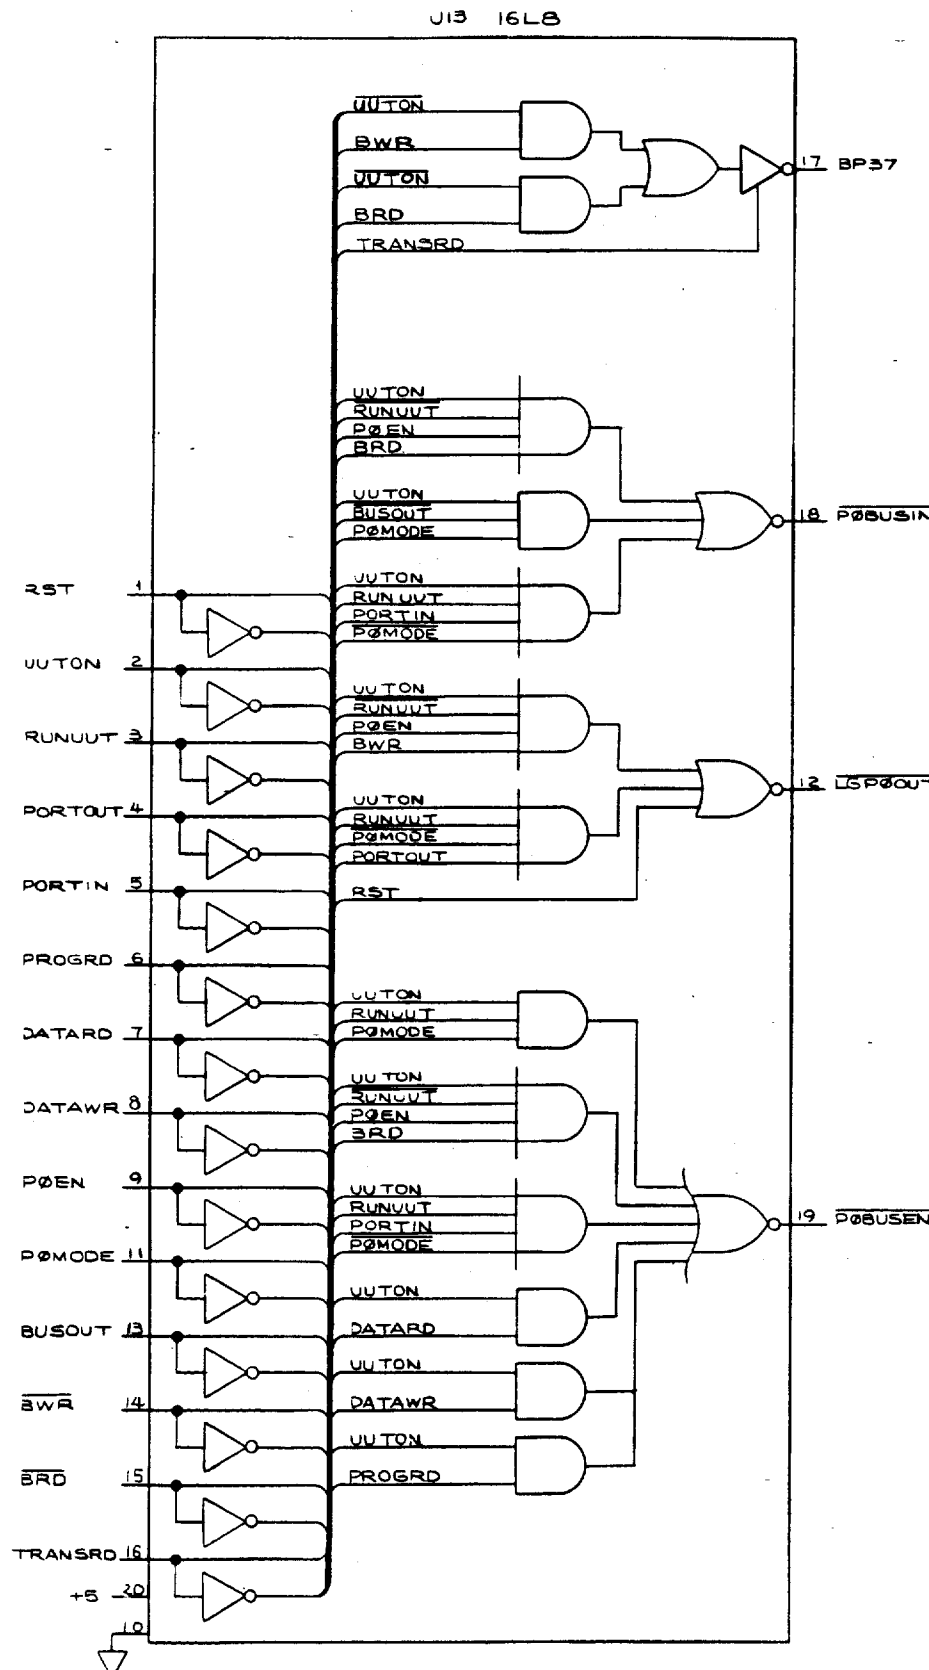 U13 16L8
UUTON
BWR
UUTON
BRD
TRANSRD
17 BP37
UUTON
RUNUUT
PØEN
BRD
UUTON
BUSOUT
PØMODE
18 PØBUSIN
UUTON
RUNUUT
PORTIN
PØMODE
UUTON
RUNUUT
PØEN
BWR
UUTON
RUNUUT
PØMODE
PORTOUT
RST
12 LGPØOUT
UUTON
RUNUUT
PØMODE
UUTON
RUNUUT
PØEN
BRD
UUTON
RUNUUT
PORTIN
PØMODE
UUTON
DATARD
UUTON
DATAWR
UUTON
PROGRD
19 PØBUSEN
RST 1
UUTON 2
RUNUUT 3
PORTOUT 4
PORTIN 5
PROGRD 6
DATARD 7
DATAWR 8
PØEN 9
PØMODE 11
BUSOUT 13
BWR 14
BRD 15
TRANSRD 16
+5 20
10